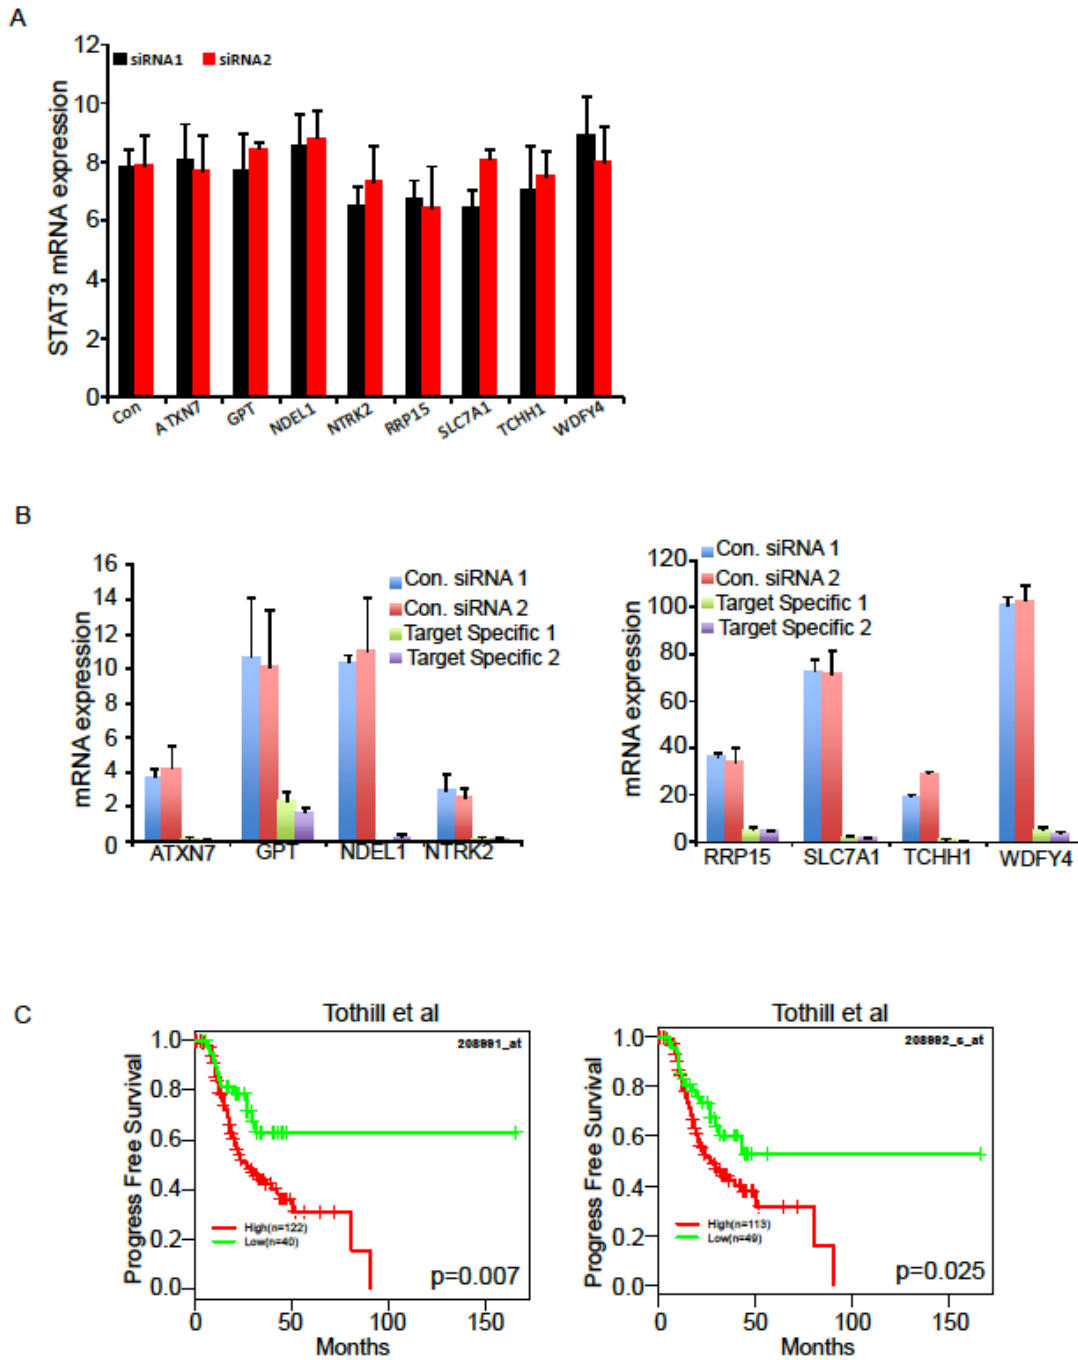 A
siRNA1 siRNA2
STAT3 mRNA expression
12
10
8
6
4
2
0
Con ATXN7 GPT NDEL1 NTRK2 RRP15 SLC7A1 TCHH1 WDFY4
B
mRNA expression
16
14
12
10
8
6
4
2
0
Con. siRNA 1
Con. siRNA 2
Target Specific 1
Target Specific 2
ATXN7 GPT NDEL1 NTRK2
mRNA expression
120
100
80
60
40
20
0
Con. siRNA 1
Con. siRNA 2
Target Specific 1
Target Specific 2
RRP15 SLC7A1 TCHH1 WDFY4
C
Tothill et al
208991_at
Progress Free Survival
1.0
0.8
0.6
0.4
0.2
0.0
High(n=122)
Low(n=40)
p=0.007
0 50 100 150
Months
Tothill et al
208992_s_at
Progress Free Survival
1.0
0.8
0.6
0.4
0.2
0.0
High(n=113)
Low(n=49)
p=0.025
0 50 100 150
Months